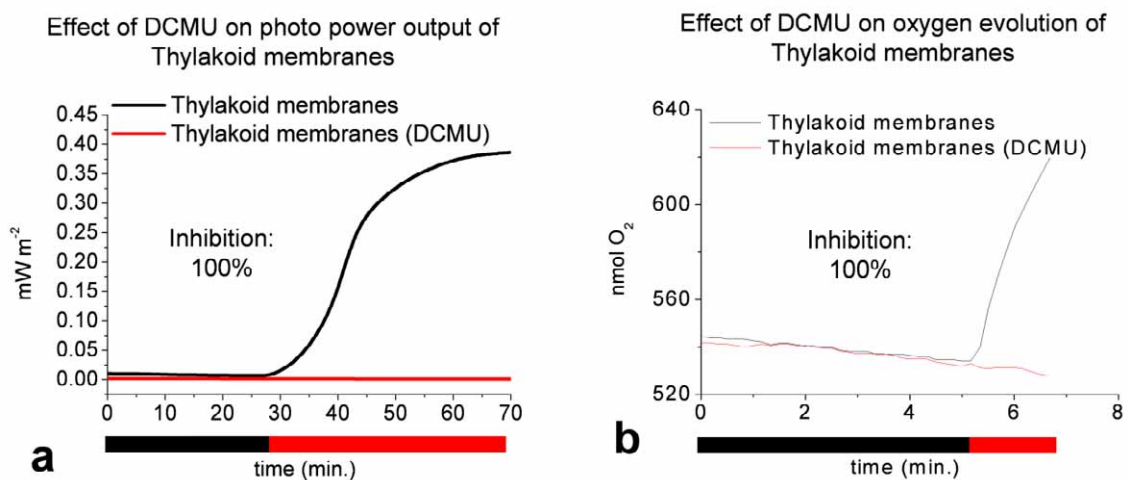 Effect of DCMU on photo power output of
Thylakoid membranes
Thylakoid membranes
Thylakoid membranes (DCMU)
0.45
0.40
0.35
0.30
0.25
0.20
0.15
0.10
0.05
0.00
mW m⁻²
Inhibition:
100%
0 10 20 30 40 50 60 70
time (min.)
a
Effect of DCMU on oxygen evolution of
Thylakoid membranes
Thylakoid membranes
Thylakoid membranes (DCMU)
640
600
560
520
nmol O₂
Inhibition:
100%
0 2 4 6 8
time (min.)
b